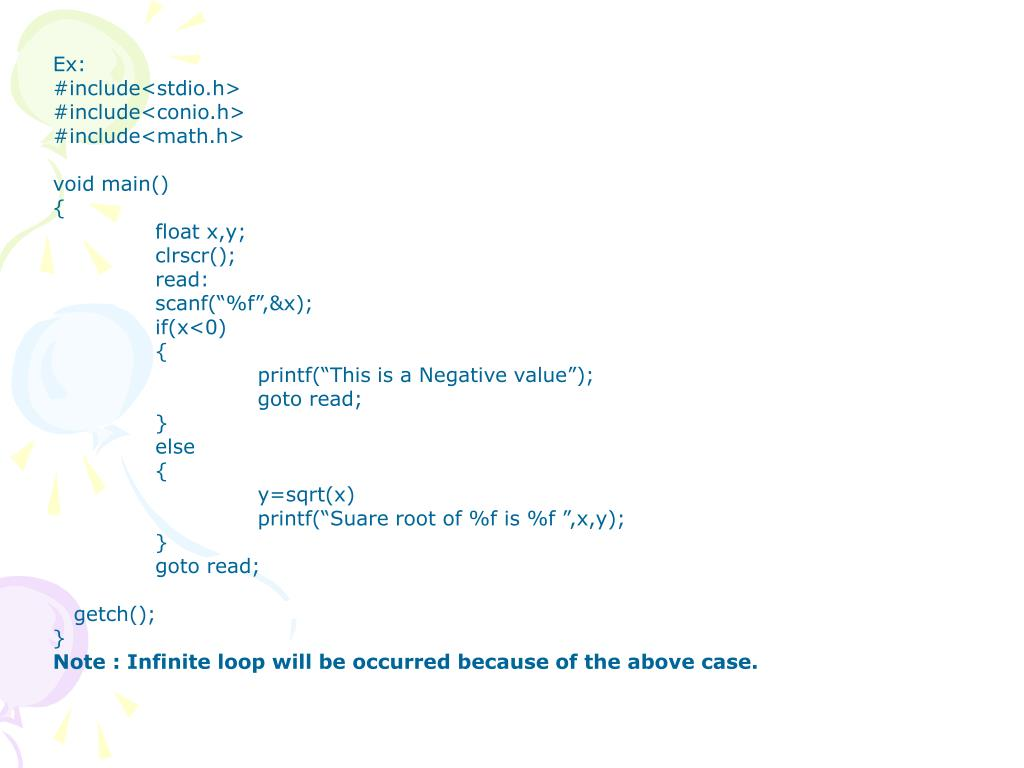 Ex:
#include<stdio.h>
#include<conio.h>
#include<math.h>
void main()
{
float x,y;
clrscr();
read:
scanf(“%f”,&x);
if(x<0)
{
printf(“This is a Negative value”);
goto read;
}
else
{
y=sqrt(x)
printf(“Suare root of %f is %f ”,x,y);
}
goto read;
getch();
}
Note : Infinite loop will be occurred because of the above case.